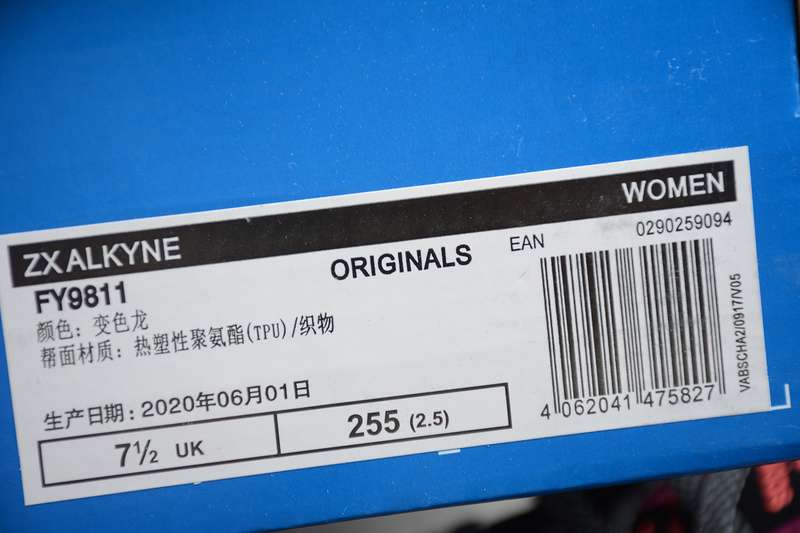 WOMEN
ZX ALKYNE
0290259094
FY9811
ORIGINALS
EAN
颜色：变色龙
帮面材质：热塑性聚氨酯(TPU)/织物
生产日期：2020年06月01日
7½ UK
255 (2.5)
4 062041 475827
VABSCHA2/0917/V05